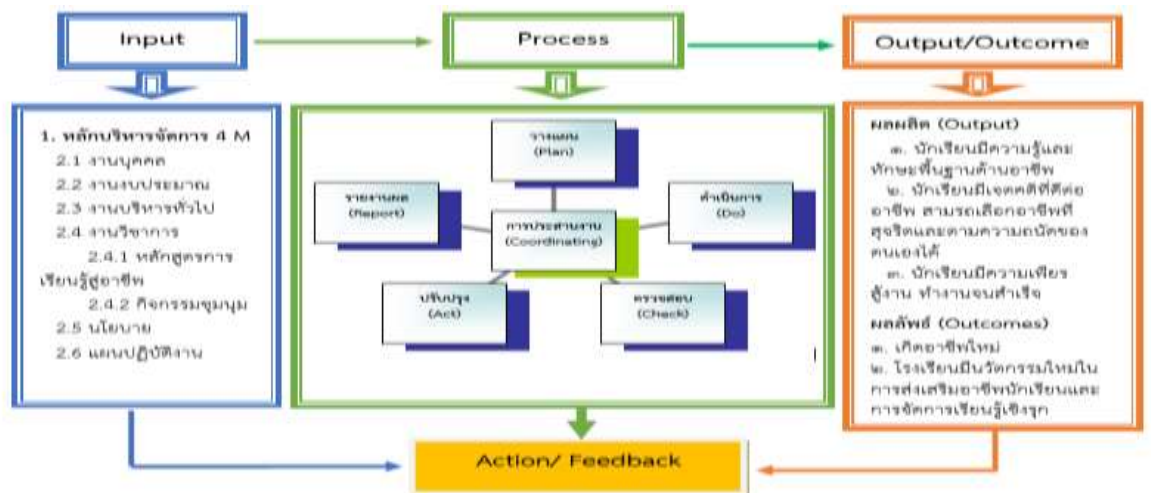 Input
Process
Output/Outcome
1. หลักบริหารจัดการ 4 M
2.1 งานบุคคล
2.2 งานงบประมาณ
2.3 งานบริหารทั่วไป
2.4 งานวิชาการ
2.4.1 หลักสูตรการ
เรียนรู้สู่อาชีพ
2.4.2 กิจกรรมชุมนุม
2.5 นโยบาย
2.6 แผนปฏิบัติงาน
วางแผน
(Plan)
รายงานผล
(Report)
ดำเนินการ
(Do)
การประสานงาน
(Coordinating)
ปรับปรุง
(Act)
ตรวจสอบ
(Check)
ผลผลิต (Output)
๑. นักเรียนมีความรู้และ
ทักษะพื้นฐานด้านอาชีพ
๒. นักเรียนมีเจตคติที่ดีต่อ
อาชีพ สามรถเลือกอาชีพที่
สุจริตและตามความถนัดของ
ตนเองได้
๓. นักเรียนมีความเพียร
สู้งาน ทำงานจนสำเร็จ
ผลลัพธ์ (Outcomes)
๑. เกิดอาชีพใหม่
๒. โรงเรียนมีนวัตกรรมใหม่ใน
การส่งเสริมอาชีพนักเรียนและ
การจัดการเรียนรู้เชิงรุก
Action/ Feedback